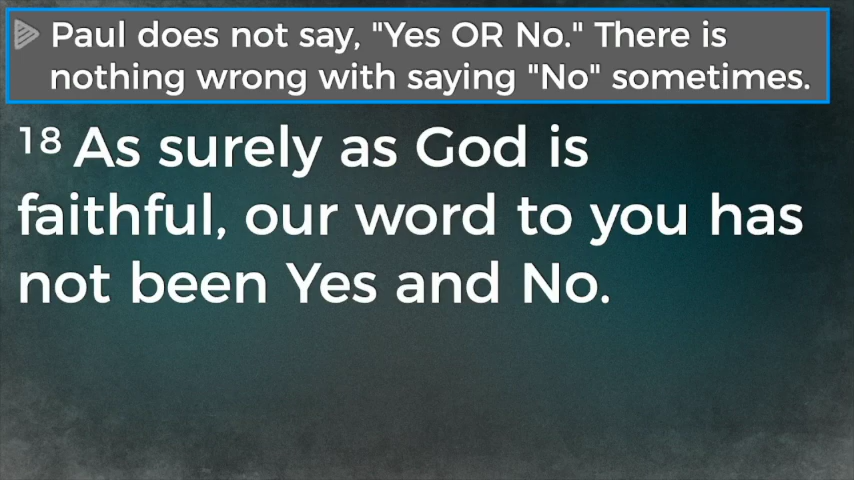 Paul does not say, "Yes OR No." There is
nothing wrong with saying "No" sometimes.
18 As surely as God is
faithful, our word to you has
not been Yes and No.